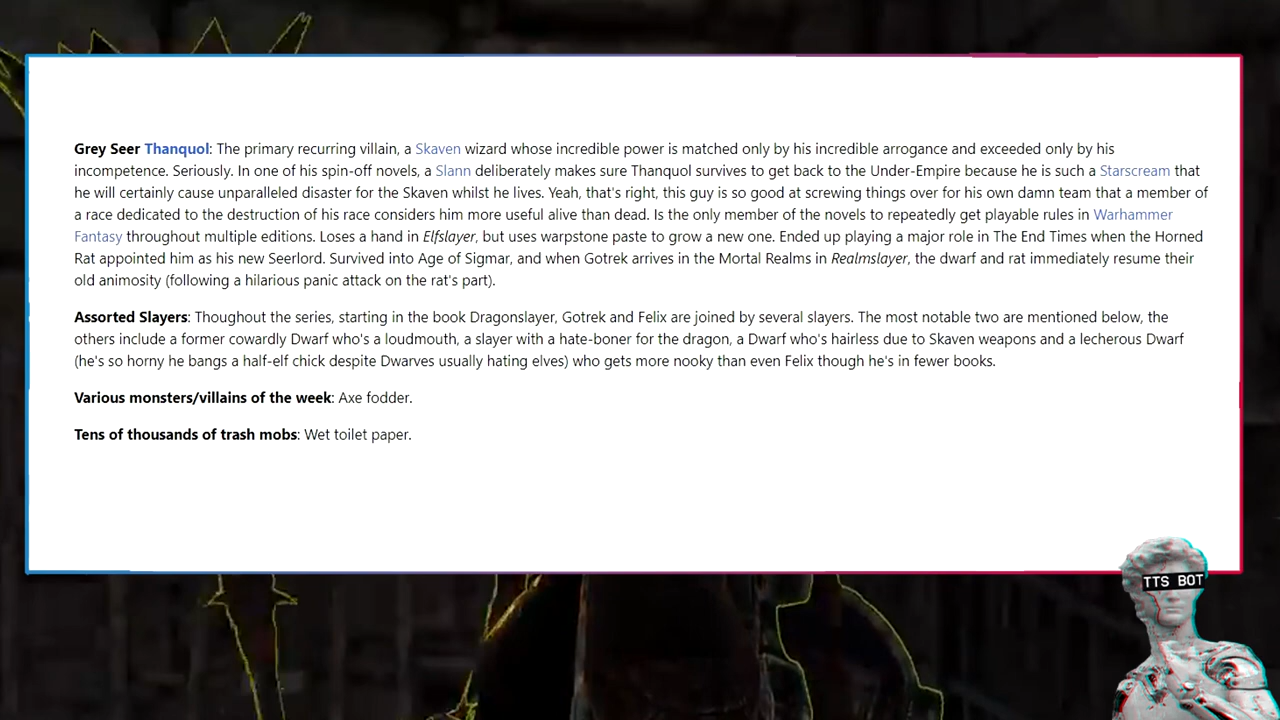 Grey Seer Thanquol: The primary recurring villain, a Skaven wizard whose incredible power is matched only by his incredible arrogance and exceeded only by his
incompetence. Seriously. In one of his spin-off novels, a Slann deliberately makes sure Thanquol survives to get back to the Under-Empire because he is such a Starscream that
he will certainly cause unparalleled disaster for the Skaven whilst he lives. Yeah, that's right, this guy is so good at screwing things over for his own damn team that a member of
a race dedicated to the destruction of his race considers him more useful alive than dead. Is the only member of the novels to repeatedly get playable rules in Warhammer
Fantasy throughout multiple editions. Loses a hand in Elfslayer, but uses warpstone paste to grow a new one. Ended up playing a major role in The End Times when the Horned
Rat appointed him as his new Seerlord. Survived into Age of Sigmar, and when Gotrek arrives in the Mortal Realms in Realmslayer, the dwarf and rat immediately resume their
old animosity (following a hilarious panic attack on the rat's part).
Assorted Slayers: Thoughout the series, starting in the book Dragonslayer, Gotrek and Felix are joined by several slayers. The most notable two are mentioned below, the
others include a former cowardly Dwarf who's a loudmouth, a slayer with a hate-boner for the dragon, a Dwarf who's hairless due to Skaven weapons and a lecherous Dwarf
(he's so horny he bangs a half-elf chick despite Dwarves usually hating elves) who gets more nooky than even Felix though he's in fewer books.
Various monsters/villains of the week: Axe fodder.
Tens of thousands of trash mobs: Wet toilet paper.
TTS BOT